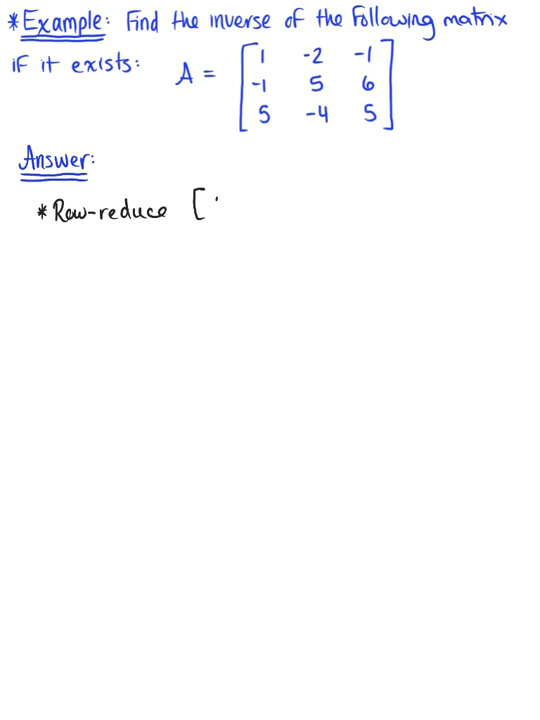 *Example: Find the inverse of the following matrix
if it exists: A = [ 1 -2 -1
-1 5 6
5 -4 5 ]
Answer:
* Row-reduce [